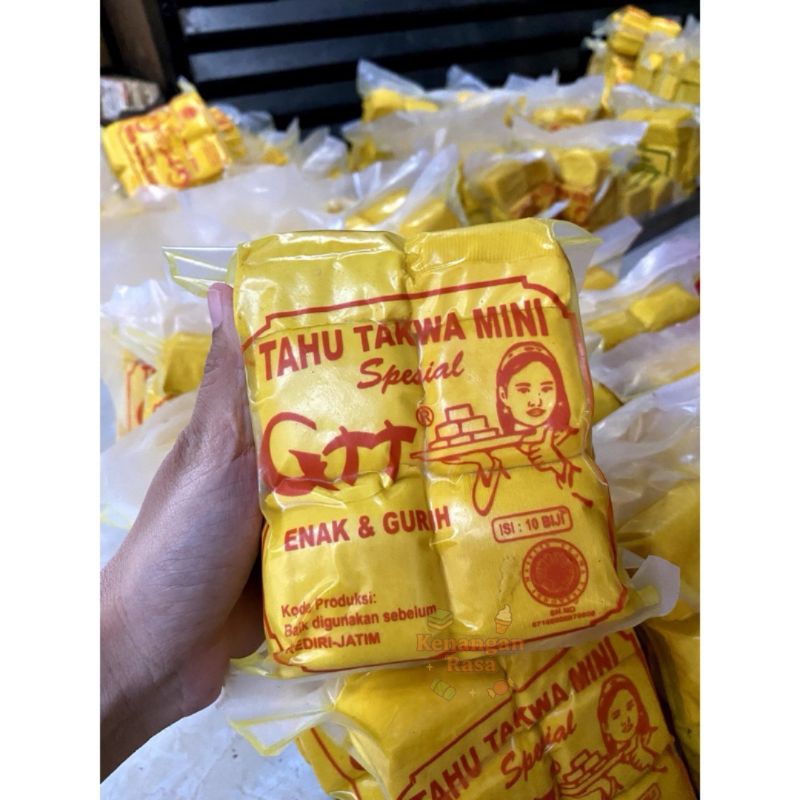 TAHU TAKWA MINI
Spesial
GTT®
ENAK & GURIH
ISI : 10 BIJI
Kode Produksi:
Baik digunakan sebelum
KEDIRI-JATIM
Kenangan
Rasa
TAHU TAKWA MINI
Spesial